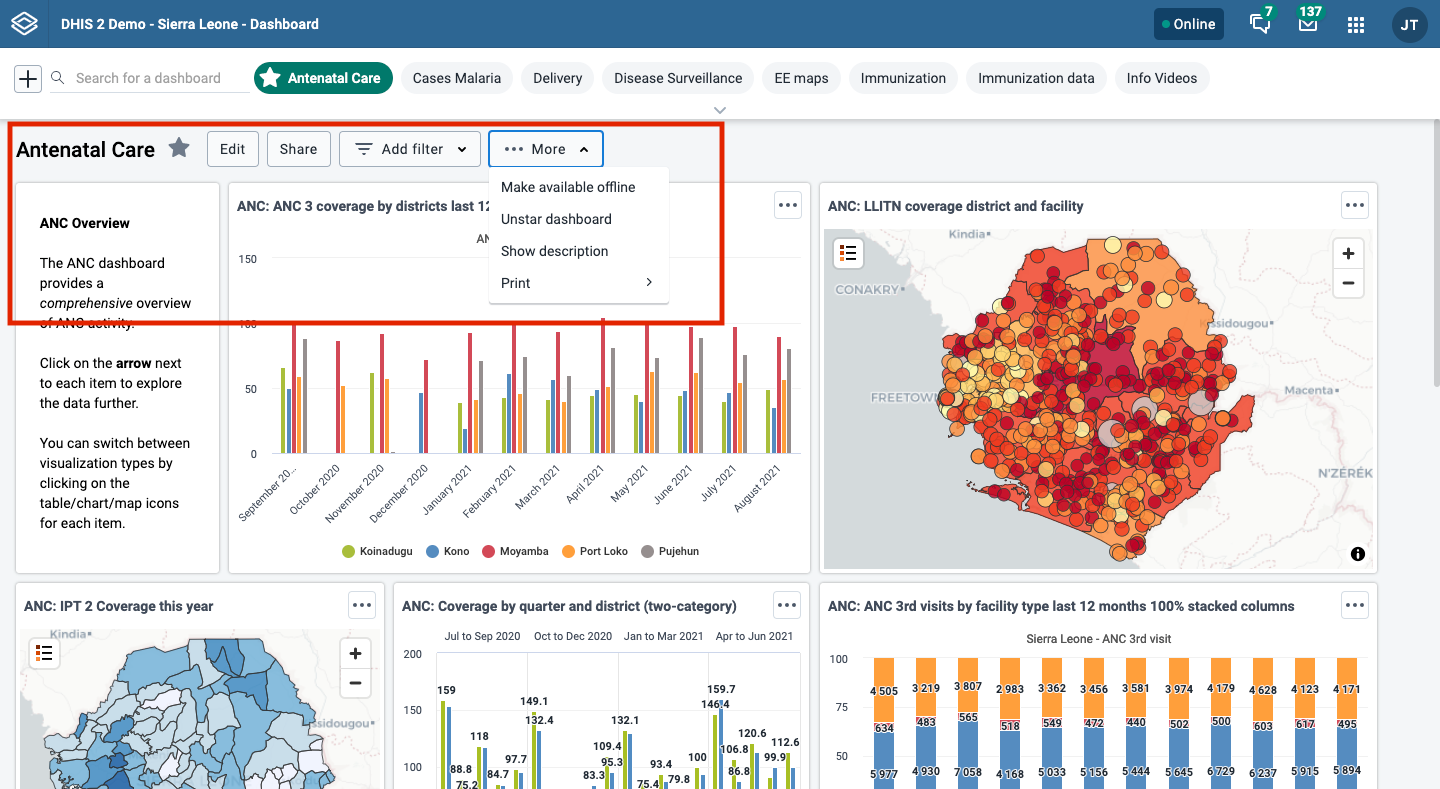 DHIS 2 Demo - Sierra Leone - Dashboard
Online
7
137
JT
Search for a dashboard
Antenatal Care
Cases Malaria
Delivery
Disease Surveillance
EE maps
Immunization
Immunization data
Info Videos
Antenatal Care
Edit
Share
Add filter
More
Make available offline
Unstar dashboard
Show description
Print
ANC Overview
The ANC dashboard
provides a
comprehensive overview
of ANC activity.
Click on the arrow next
to each item to explore
the data further.
You can switch between
visualization types by
clicking on the
table/chart/map icons
for each item.
ANC: ANC 3 coverage by districts last 12
AN
150
100
50
0
September 20...
October 2020
November 2020
December 2020
January 2021
February 2021
March 2021
April 2021
May 2021
June 2021
July 2021
August 2021
Koinadugu
Kono
Moyamba
Port Loko
Pujehun
ANC: LLITN coverage district and facility
Kindia
CONAKRY
FREETOWN
Macenta
N'ZÉRÉK
ANC: IPT 2 Coverage this year
Kindia
ANC: Coverage by quarter and district (two-category)
Jul to Sep 2020
Oct to Dec 2020
Jan to Mar 2021
Apr to Jun 2021
200
150
100
159
88.8
75.2
118
84.7
97.7
149.1
132.4
83.3
109.4
95.3
132.1
75.4
93.4
79.8
100
146.4
159.7
106.8
86.8
120.6
99.9
112.6
ANC: ANC 3rd visits by facility type last 12 months 100% stacked columns
Sierra Leone - ANC 3rd visit
100
75
50
4 505
3 219
3 807
2 983
3 362
3 456
3 581
3 974
4 179
4 628
4 123
4 171
634
483
565
518
549
472
440
502
500
603
617
495
5 977
4 930
7 058
4 168
5 033
5 156
5 444
5 645
6 729
6 237
5 915
5 894